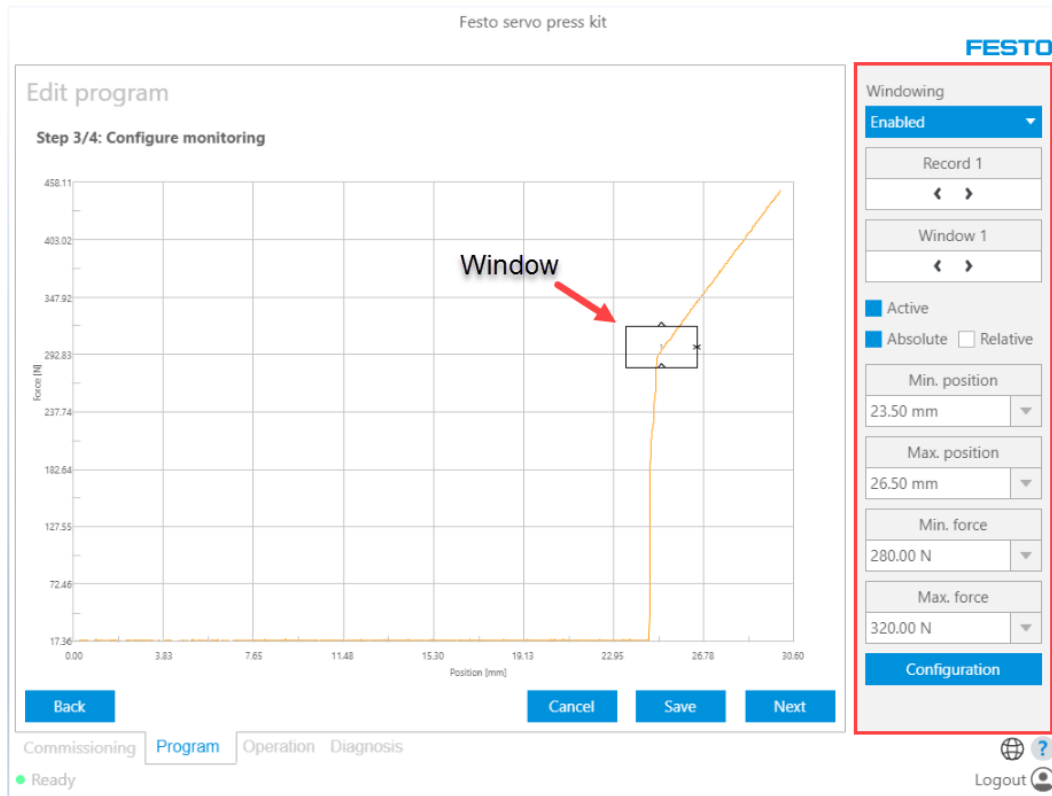 Festo servo press kit
FESTO
Edit program
Step 3/4: Configure monitoring
458.11
403.02
347.92
292.83
237.74
182.64
127.55
72.46
17.36
Force [N]
Window
1
0.00 3.83 7.65 11.48 15.30 19.13 22.95 26.78 30.60
Position [mm]
Back Cancel Save Next
Windowing
Enabled
Record 1
Window 1
Active
Absolute Relative
Min. position
23.50 mm
Max. position
26.50 mm
Min. force
280.00 N
Max. force
320.00 N
Configuration
Commissioning Program Operation Diagnosis
?
Ready
Logout